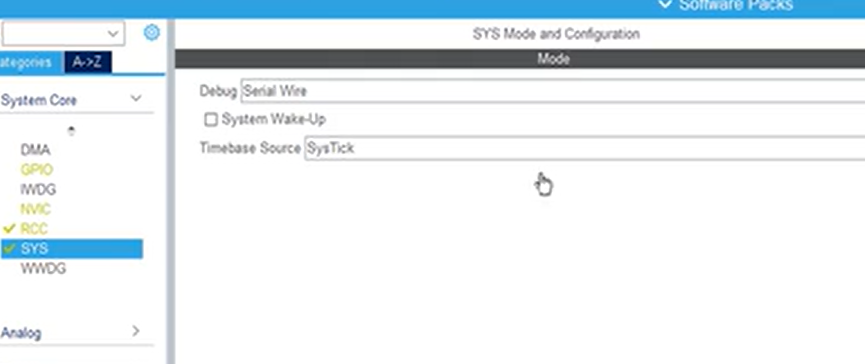 Software Packs
SYS Mode and Configuration
Mode
ategories
A->Z
System Core
DMA
GPIO
IWDG
NVIC
RCC
SYS
WWDG
Analog
Debug Serial Wire
System Wake-Up
Timebase Source SysTick